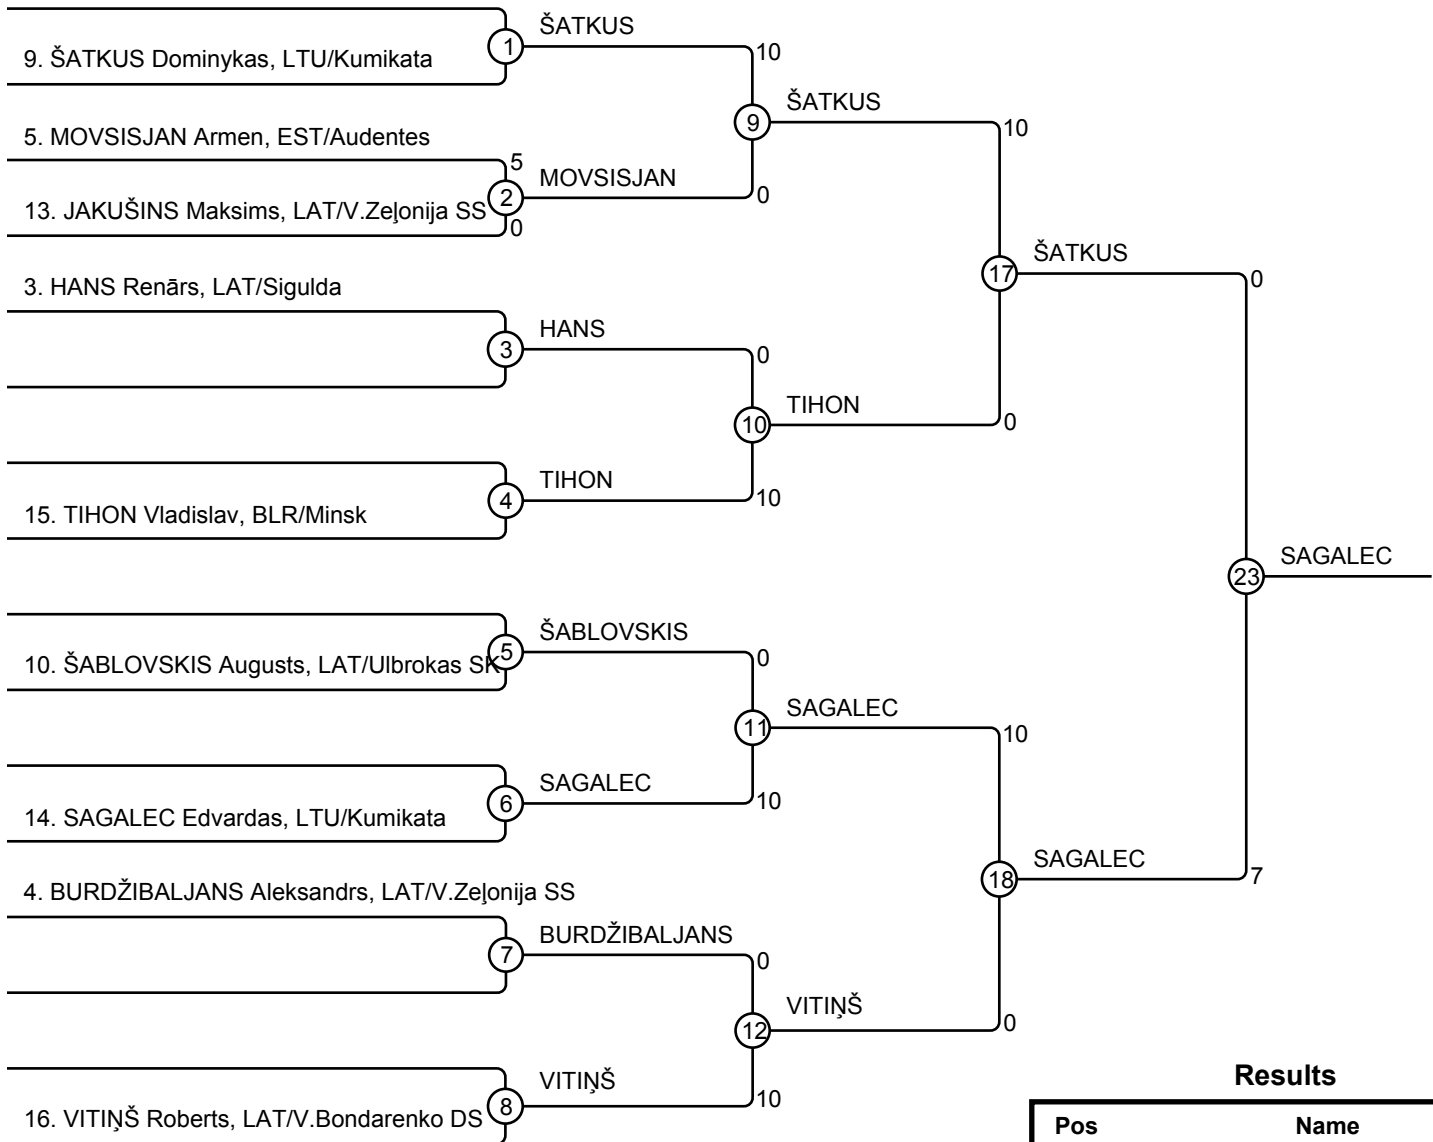 ŠATKUS
1
10
9. ŠATKUS Dominykas, LTU/Kumikata
ŠATKUS
9
10
5. MOVSISJAN Armen, EST/Audentes
5
MOVSISJAN
2
0
13. JAKUŠINS Maksims, LAT/V.Zeļonija SS
0
ŠATKUS
17
0
3. HANS Renārs, LAT/Sigulda
HANS
3
0
TIHON
10
0
TIHON
4
10
15. TIHON Vladislav, BLR/Minsk
SAGALEC
23
ŠABLOVSKIS
5
0
10. ŠABLOVSKIS Augusts, LAT/Ulbrokas SK
SAGALEC
11
10
SAGALEC
6
10
14. SAGALEC Edvardas, LTU/Kumikata
SAGALEC
18
7
4. BURDŽIBALJANS Aleksandrs, LAT/V.Zeļonija SS
BURDŽIBALJANS
7
0
VITIŅŠ
12
0
VITIŅŠ
8
10
16. VITIŅŠ Roberts, LAT/V.Bondarenko DS
Results
Pos Name